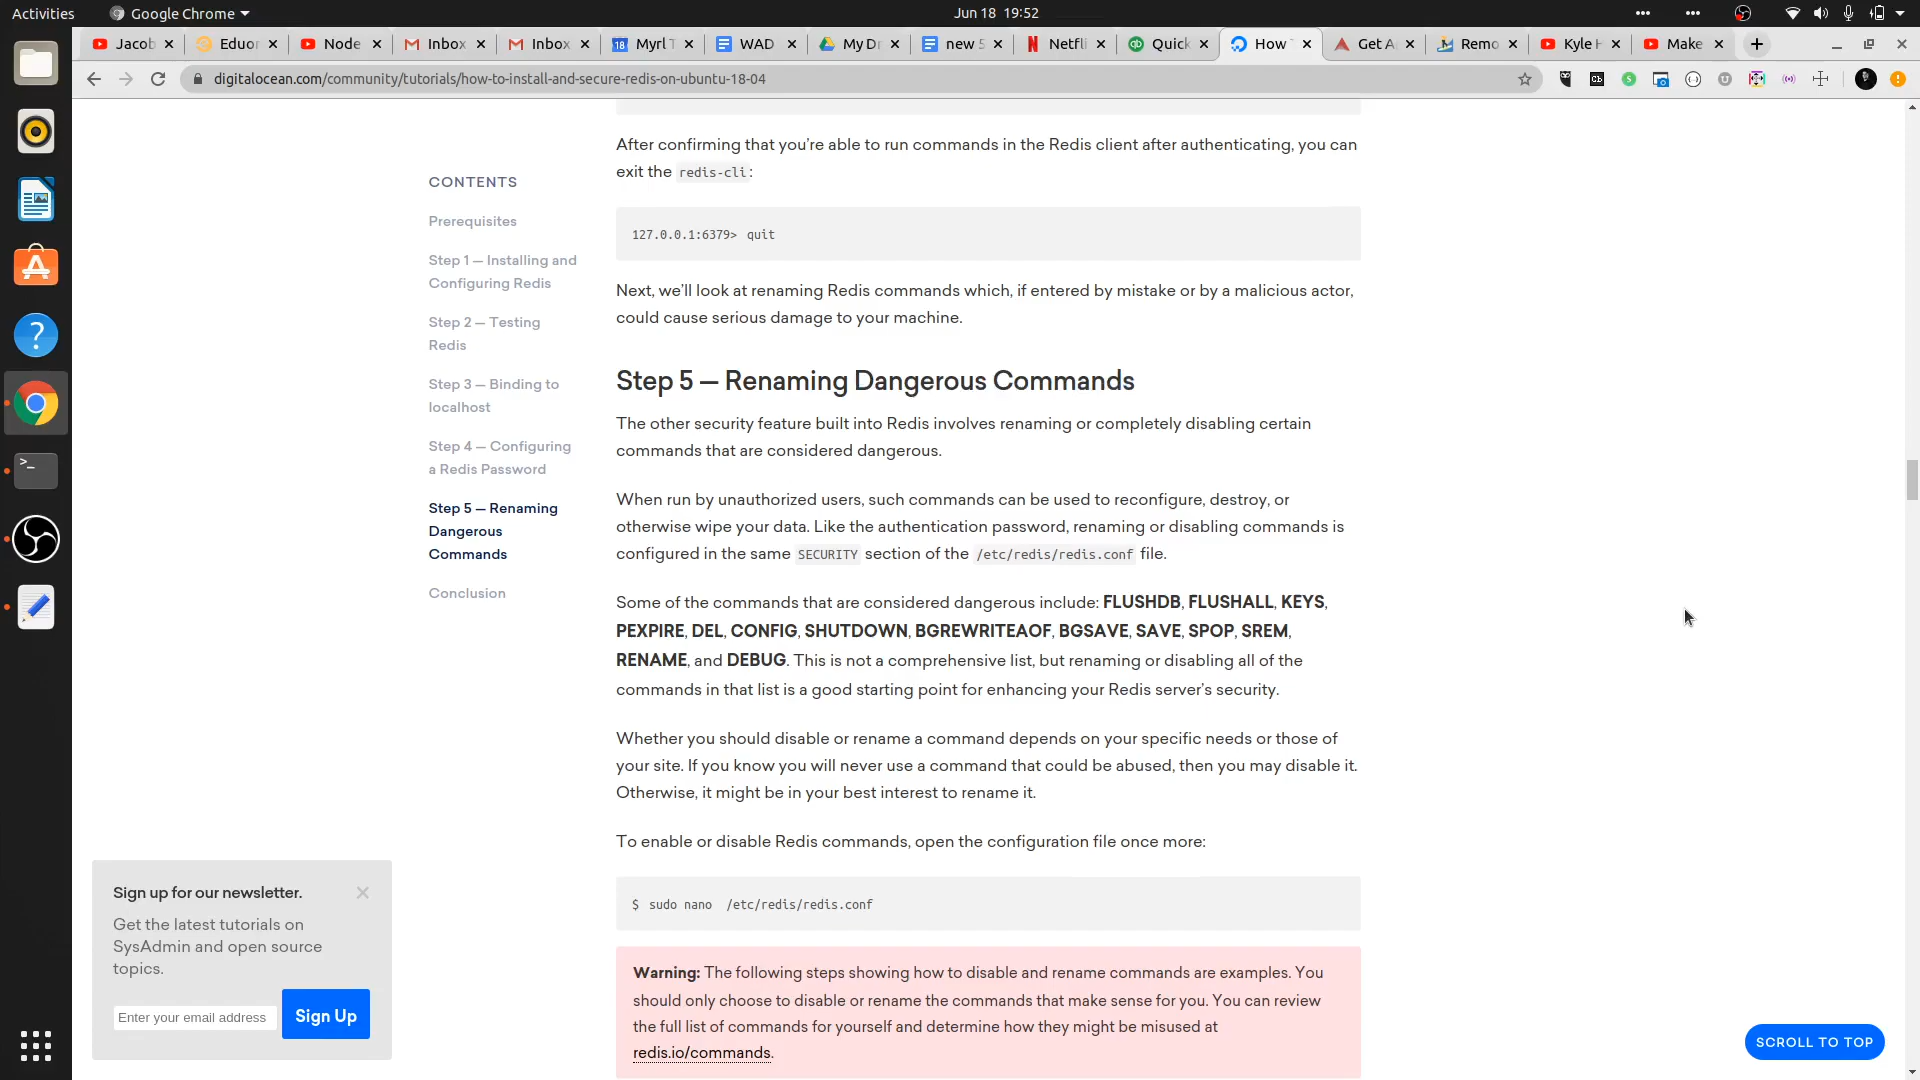 Activities
Google Chrome
Jun 18 19:52
Jacob
Eduor
Node
Inbox
Inbox
18
Myrl T
WAD
My Dr
new 5
Netfli
Quick
How T
Get A
Remo
Kyle H
Make
digitalocean.com/community/tutorials/how-to-install-and-secure-redis-on-ubuntu-18-04
After confirming that you're able to run commands in the Redis client after authenticating, you can
exit the redis-cli:
127.0.0.1:6379> quit
Next, we'll look at renaming Redis commands which, if entered by mistake or by a malicious actor,
could cause serious damage to your machine.
CONTENTS
Prerequisites
Step 1 — Installing and
Configuring Redis
Step 2 — Testing
Redis
Step 3 — Binding to
localhost
Step 4 — Configuring
a Redis Password
Step 5 — Renaming
Dangerous
Commands
Conclusion
Step 5 — Renaming Dangerous Commands
The other security feature built into Redis involves renaming or completely disabling certain
commands that are considered dangerous.
When run by unauthorized users, such commands can be used to reconfigure, destroy, or
otherwise wipe your data. Like the authentication password, renaming or disabling commands is
configured in the same SECURITY section of the /etc/redis/redis.conf file.
Some of the commands that are considered dangerous include: FLUSHDB, FLUSHALL, KEYS,
PEXPIRE, DEL, CONFIG, SHUTDOWN, BGREWRITEAOF, BGSAVE, SAVE, SPOP, SREM,
RENAME, and DEBUG. This is not a comprehensive list, but renaming or disabling all of the
commands in that list is a good starting point for enhancing your Redis server's security.
Whether you should disable or rename a command depends on your specific needs or those of
your site. If you know you will never use a command that could be abused, then you may disable it.
Otherwise, it might be in your best interest to rename it.
To enable or disable Redis commands, open the configuration file once more:
$ sudo nano /etc/redis/redis.conf
Warning: The following steps showing how to disable and rename commands are examples. You
should only choose to disable or rename the commands that make sense for you. You can review
the full list of commands for yourself and determine how they might be misused at
redis.io/commands.
Sign up for our newsletter.
Get the latest tutorials on
SysAdmin and open source
topics.
Enter your email address
Sign Up
SCROLL TO TOP